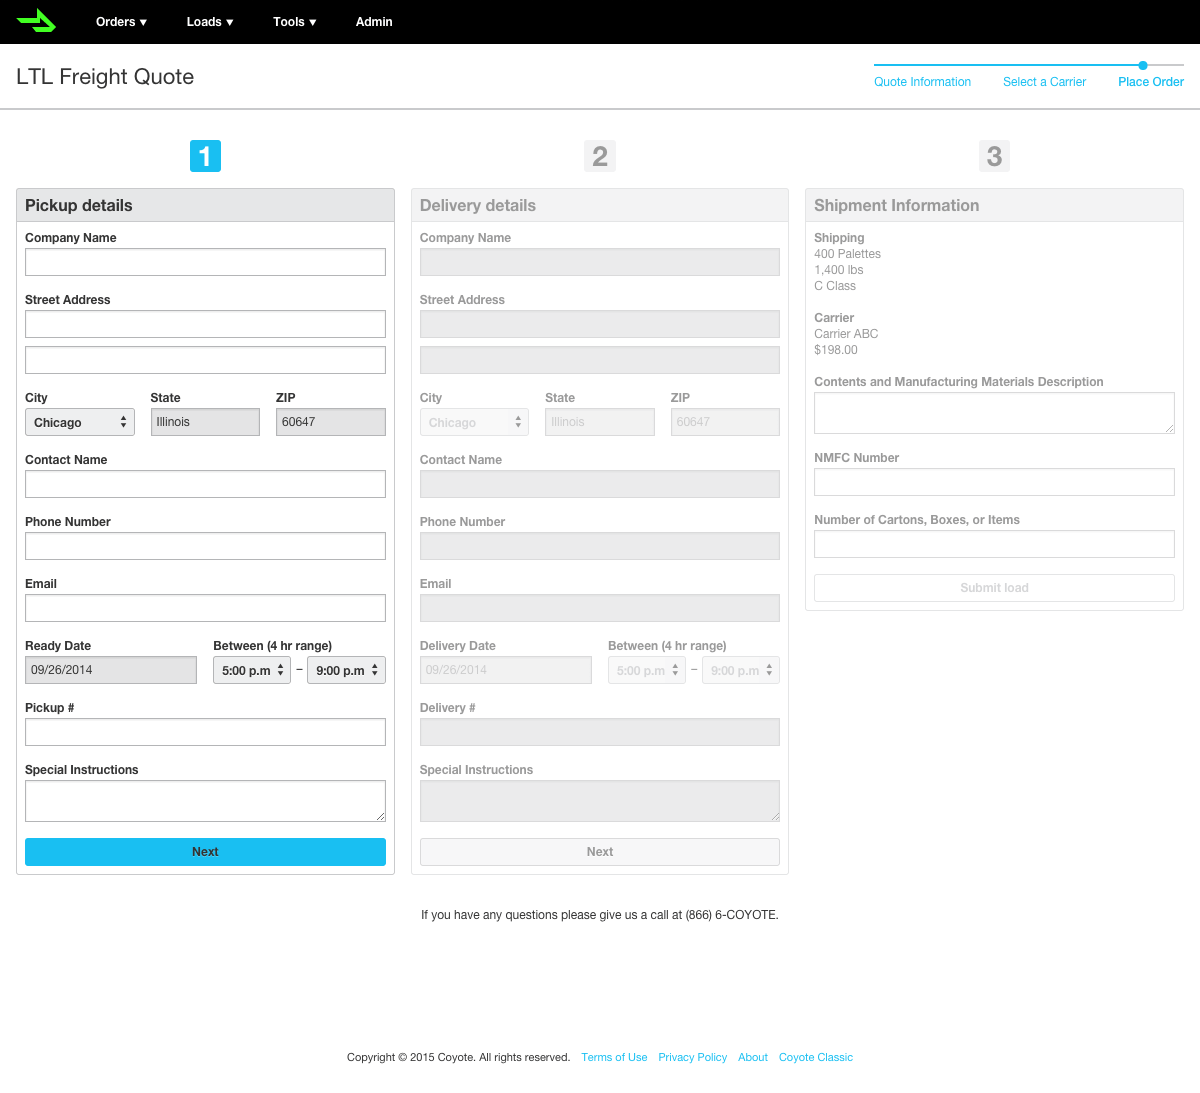 Orders ▼ Loads ▼ Tools ▼ Admin
LTL Freight Quote
Quote Information Select a Carrier Place Order
1
Pickup details
Company Name
Street Address
City State ZIP
Chicago Illinois 60647
Contact Name
Phone Number
Email
Ready Date Between (4 hr range)
09/26/2014 5:00 p.m – 9:00 p.m
Pickup #
Special Instructions
Next
2
Delivery details
Company Name
Street Address
City State ZIP
Chicago Illinois 60647
Contact Name
Phone Number
Email
Delivery Date Between (4 hr range)
09/26/2014 5:00 p.m – 9:00 p.m
Delivery #
Special Instructions
Next
3
Shipment Information
Shipping
400 Palettes
1,400 lbs
C Class
Carrier
Carrier ABC
$198.00
Contents and Manufacturing Materials Description
NMFC Number
Number of Cartons, Boxes, or Items
Submit load
If you have any questions please give us a call at (866) 6-COYOTE.
Copyright © 2015 Coyote. All rights reserved. Terms of Use Privacy Policy About Coyote Classic